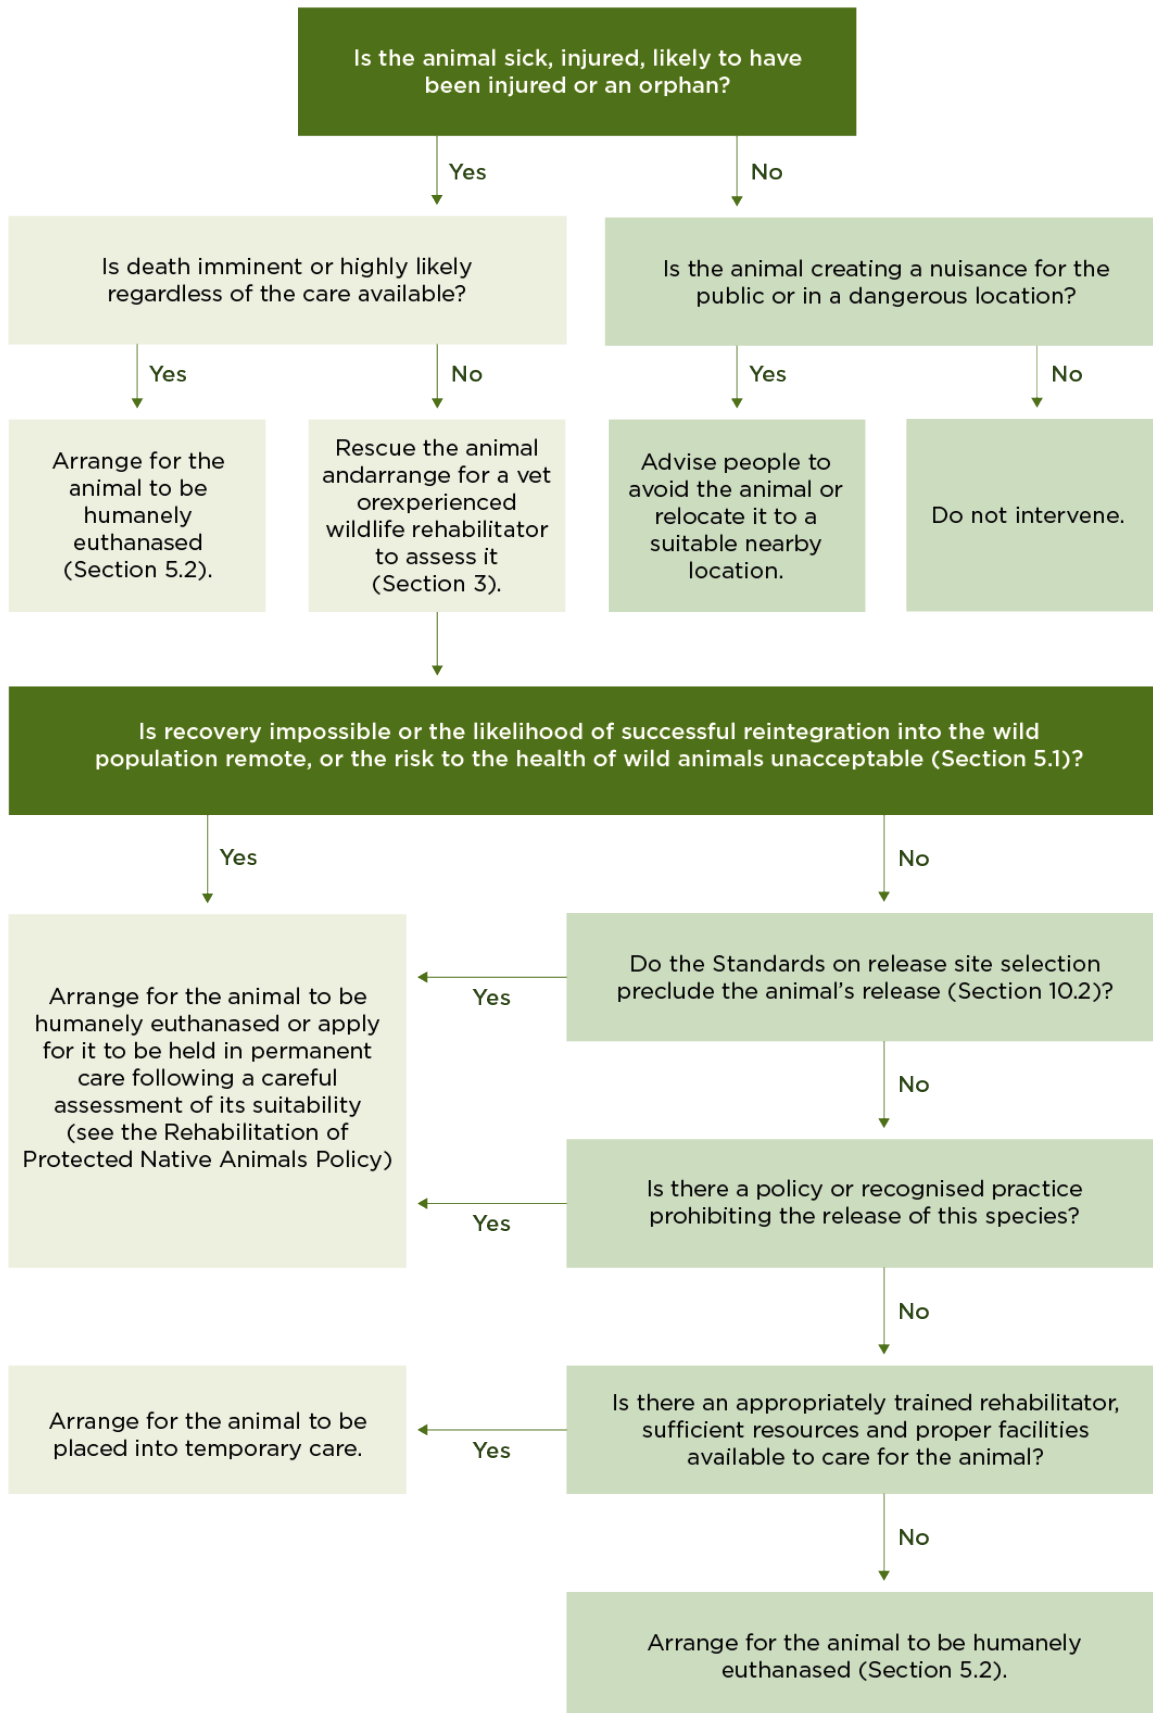 Is the animal sick, injured, likely to have
been injured or an orphan?
Yes
No
Is death imminent or highly likely
regardless of the care available?
Is the animal creating a nuisance for the
public or in a dangerous location?
Yes
No
Yes
No
Arrange for the
animal to be
humanely
euthanased
(Section 5.2).
Rescue the animal
andarrange for a vet
orexperienced
wildlife rehabilitator
to assess it
(Section 3).
Advise people to
avoid the animal or
relocate it to a
suitable nearby
location.
Do not intervene.
Is recovery impossible or the likelihood of successful reintegration into the wild
population remote, or the risk to the health of wild animals unacceptable (Section 5.1)?
Yes
No
Arrange for the animal to be
humanely euthanased or apply
for it to be held in permanent
care following a careful
assessment of its suitability
(see the Rehabilitation of
Protected Native Animals Policy)
Yes
Do the Standards on release site selection
preclude the animal's release (Section 10.2)?
No
Yes
Is there a policy or recognised practice
prohibiting the release of this species?
No
Arrange for the animal to be
placed into temporary care.
Yes
Is there an appropriately trained rehabilitator,
sufficient resources and proper facilities
available to care for the animal?
No
Arrange for the animal to be humanely
euthanased (Section 5.2).